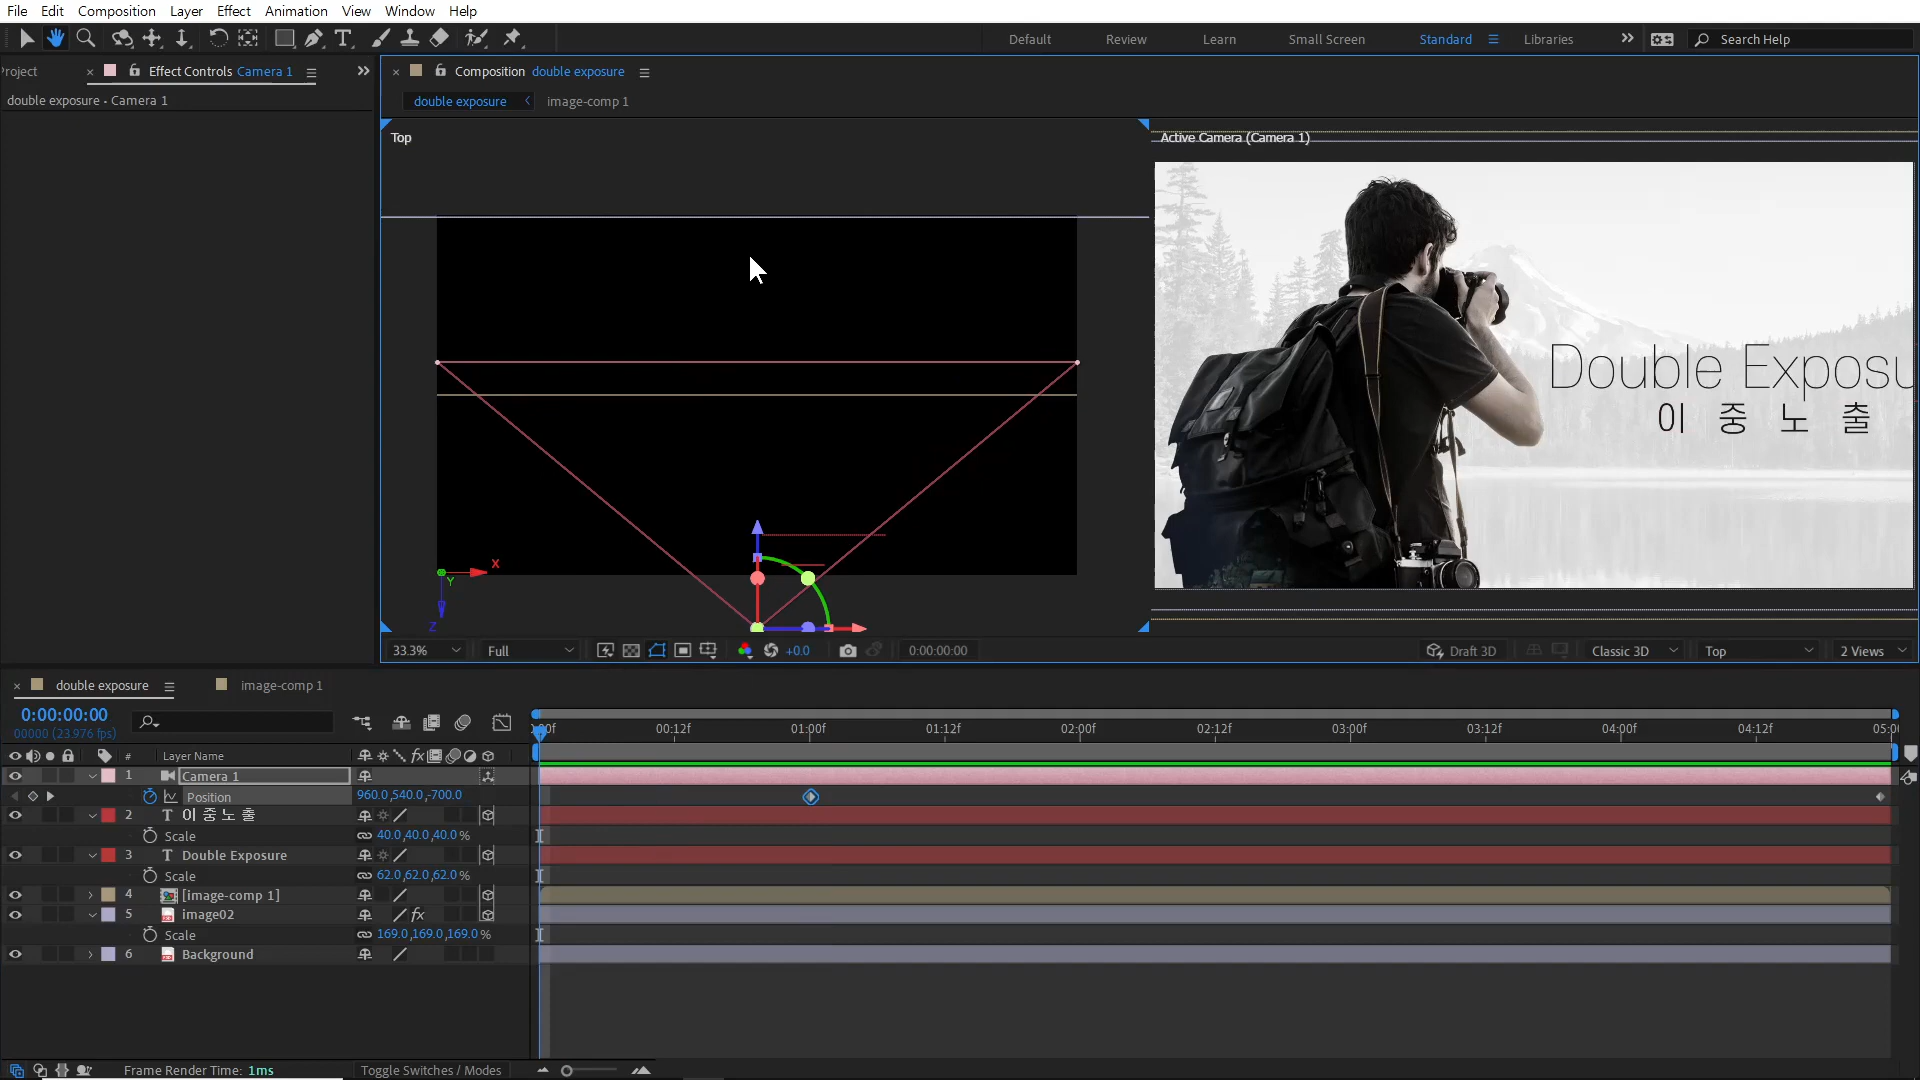 File Edit Composition Layer Effect Animation View Window Help
Default Review Learn Small Screen Standard Libraries Search Help
roject Effect Controls Camera 1
double exposure • Camera 1
Composition double exposure
double exposure image-comp 1
Top
X
Y
Z
Active Camera (Camera 1)
Double Exposu
이 중 노 출
33.3% Full +0.0 0:00:00:00 Draft 3D Classic 3D Top 2 Views
double exposure image-comp 1
0:00:00:00
00000 (23.976 fps)
00f 00:12f 01:00f 01:12f 02:00f 02:12f 03:00f 03:12f 04:00f 04:12f 05:00
# Layer Name
1 Camera 1
Position 960.0,540.0,-700.0
2 T 이 중 노 출
Scale 40.0,40.0,40.0%
3 T Double Exposure
Scale 62.0,62.0,62.0%
4 [image-comp 1]
5 image02 fx
Scale 169.0,169.0,169.0%
6 Background
Frame Render Time: 1ms Toggle Switches / Modes